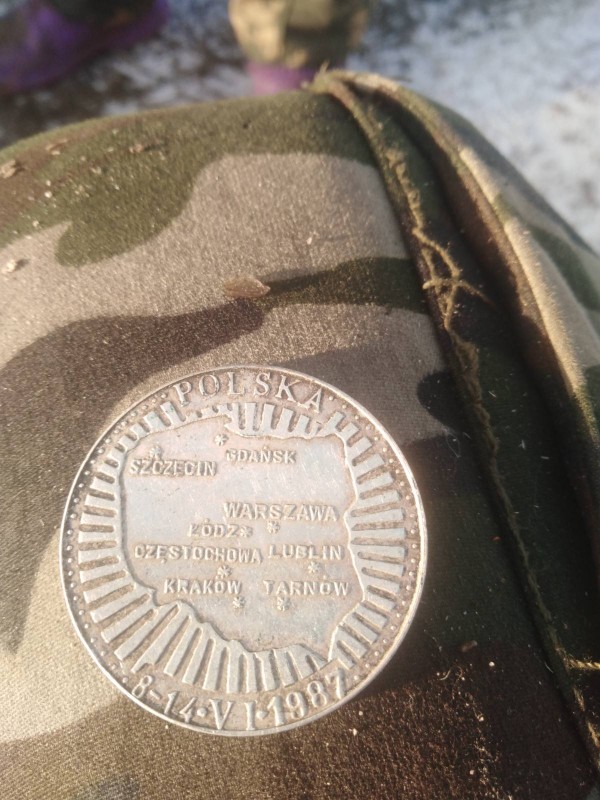 POLSKA
GDAŃSK
SZCZECIN
WARSZAWA
ŁÓDŹ
CZĘSTOCHOWA LUBLIN
KRAKÓW TARNÓW
8-14·VI·1987